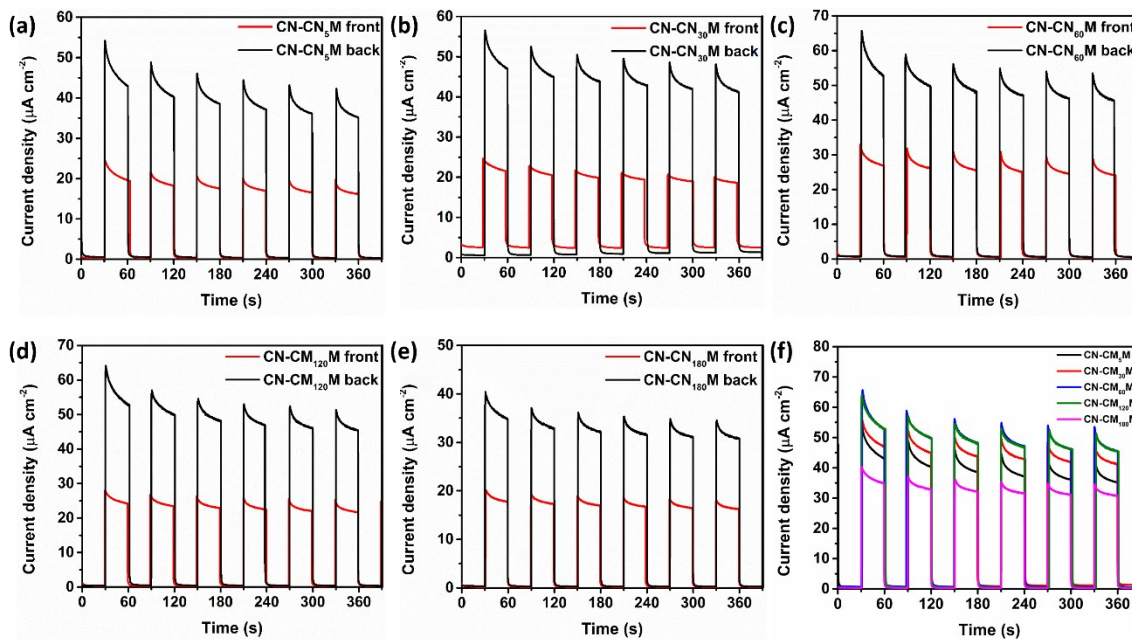 (a)
CN-CN₅M front
CN-CN₅M back
Current density (μA cm⁻²)
60
50
40
30
20
10
0
0 60 120 180 240 300 360
Time (s)
(b)
CN-CN₃₀M front
CN-CN₃₀M back
Current density (μA cm⁻²)
60
50
40
30
20
10
0
0 60 120 180 240 300 360
Time (s)
(c)
CN-CN₆₀M front
CN-CN₆₀M back
Current density (μA cm⁻²)
70
60
50
40
30
20
10
0
0 60 120 180 240 300 360
Time (s)
(d)
CN-CM₁₂₀M front
CN-CM₁₂₀M back
Current density (μA cm⁻²)
70
60
50
40
30
20
10
0
0 60 120 180 240 300 360
Time (s)
(e)
CN-CN₁₈₀M front
CN-CN₁₈₀M back
Current density (μA cm⁻²)
50
40
30
20
10
0
0 60 120 180 240 300 360
Time (s)
(f)
CN-CM₅M
CN-CM₃₀M
CN-CM₆₀M
CN-CM₁₂₀M
CN-CM₁₈₀M
Current density (μA cm⁻²)
80
70
60
50
40
30
20
10
0
0 60 120 180 240 300 360
Time (s)